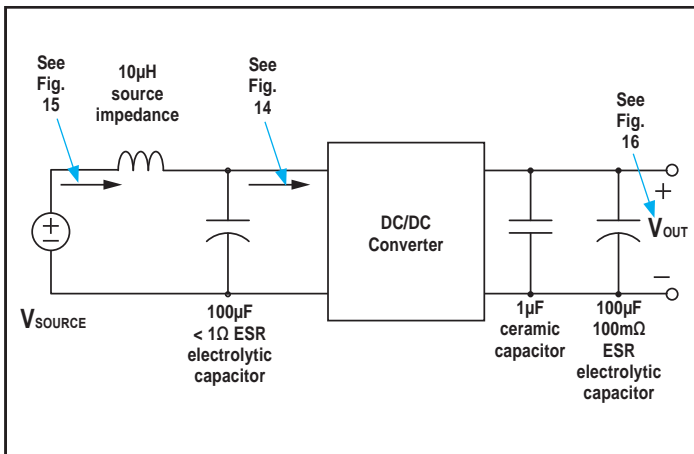 See
Fig.
15
10µH
source
impedance
See
Fig.
14
See
Fig.
16
DC/DC
Converter
+
−
+
−
VOUT
VSOURCE
100µF
< 1Ω ESR
electrolytic
capacitor
1µF
ceramic
capacitor
100µF
100mΩ
ESR
electrolytic
capacitor